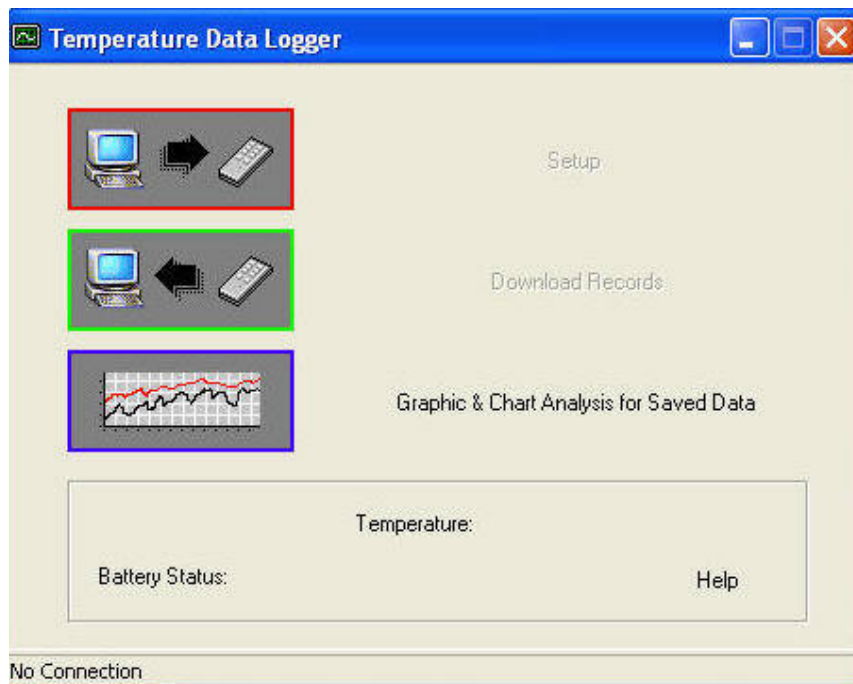 Temperature Data Logger
Setup
Download Records
Graphic & Chart Analysis for Saved Data
Temperature:
Battery Status:
Help
No Connection